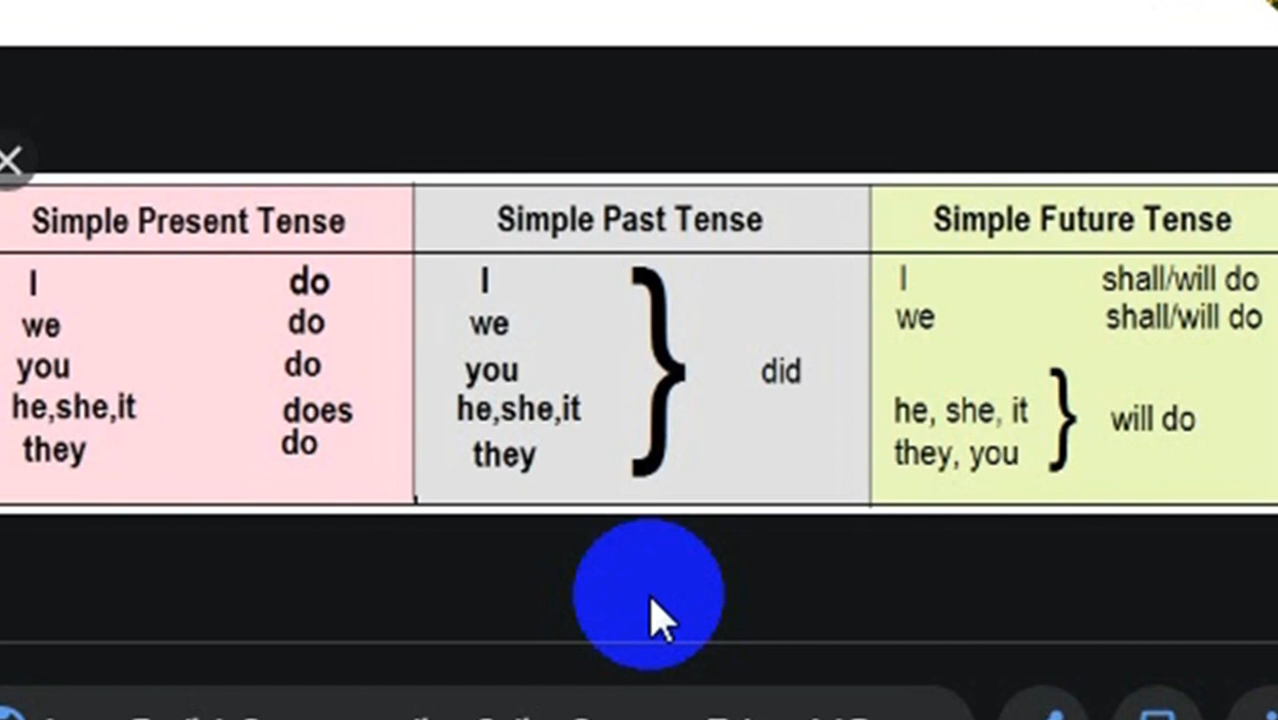 Simple Present Tense Simple Past Tense Simple Future Tense
I do
we do
you do
he,she,it does
they do
I
we
you
he,she,it
they
} did
I shall/will do
we shall/will do
he, she, it
they, you
} will do